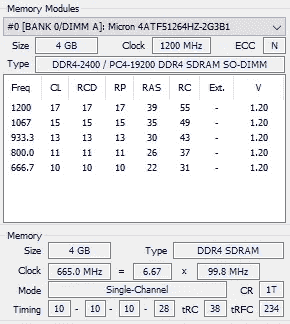 Memory Modules
#0 [BANK 0/DIMM A]: Micron 4ATF51264HZ-2G3B1
Size 4 GB Clock 1200 MHz ECC N
Type DDR4-2400 / PC4-19200 DDR4 SDRAM SO-DIMM
Freq CL RCD RP RAS RC Ext. V
1200 17 17 17 39 55 - 1.20
1067 15 15 15 35 49 - 1.20
933.3 13 13 13 30 43 - 1.20
800.0 11 11 11 26 37 - 1.20
666.7 10 10 10 22 31 - 1.20
Memory
Size 4 GB Type DDR4 SDRAM
Clock 665.0 MHz = 6.67 x 99.8 MHz
Mode Single-Channel CR 1T
Timing 10 - 10 - 10 - 28 tRC 38 tRFC 234